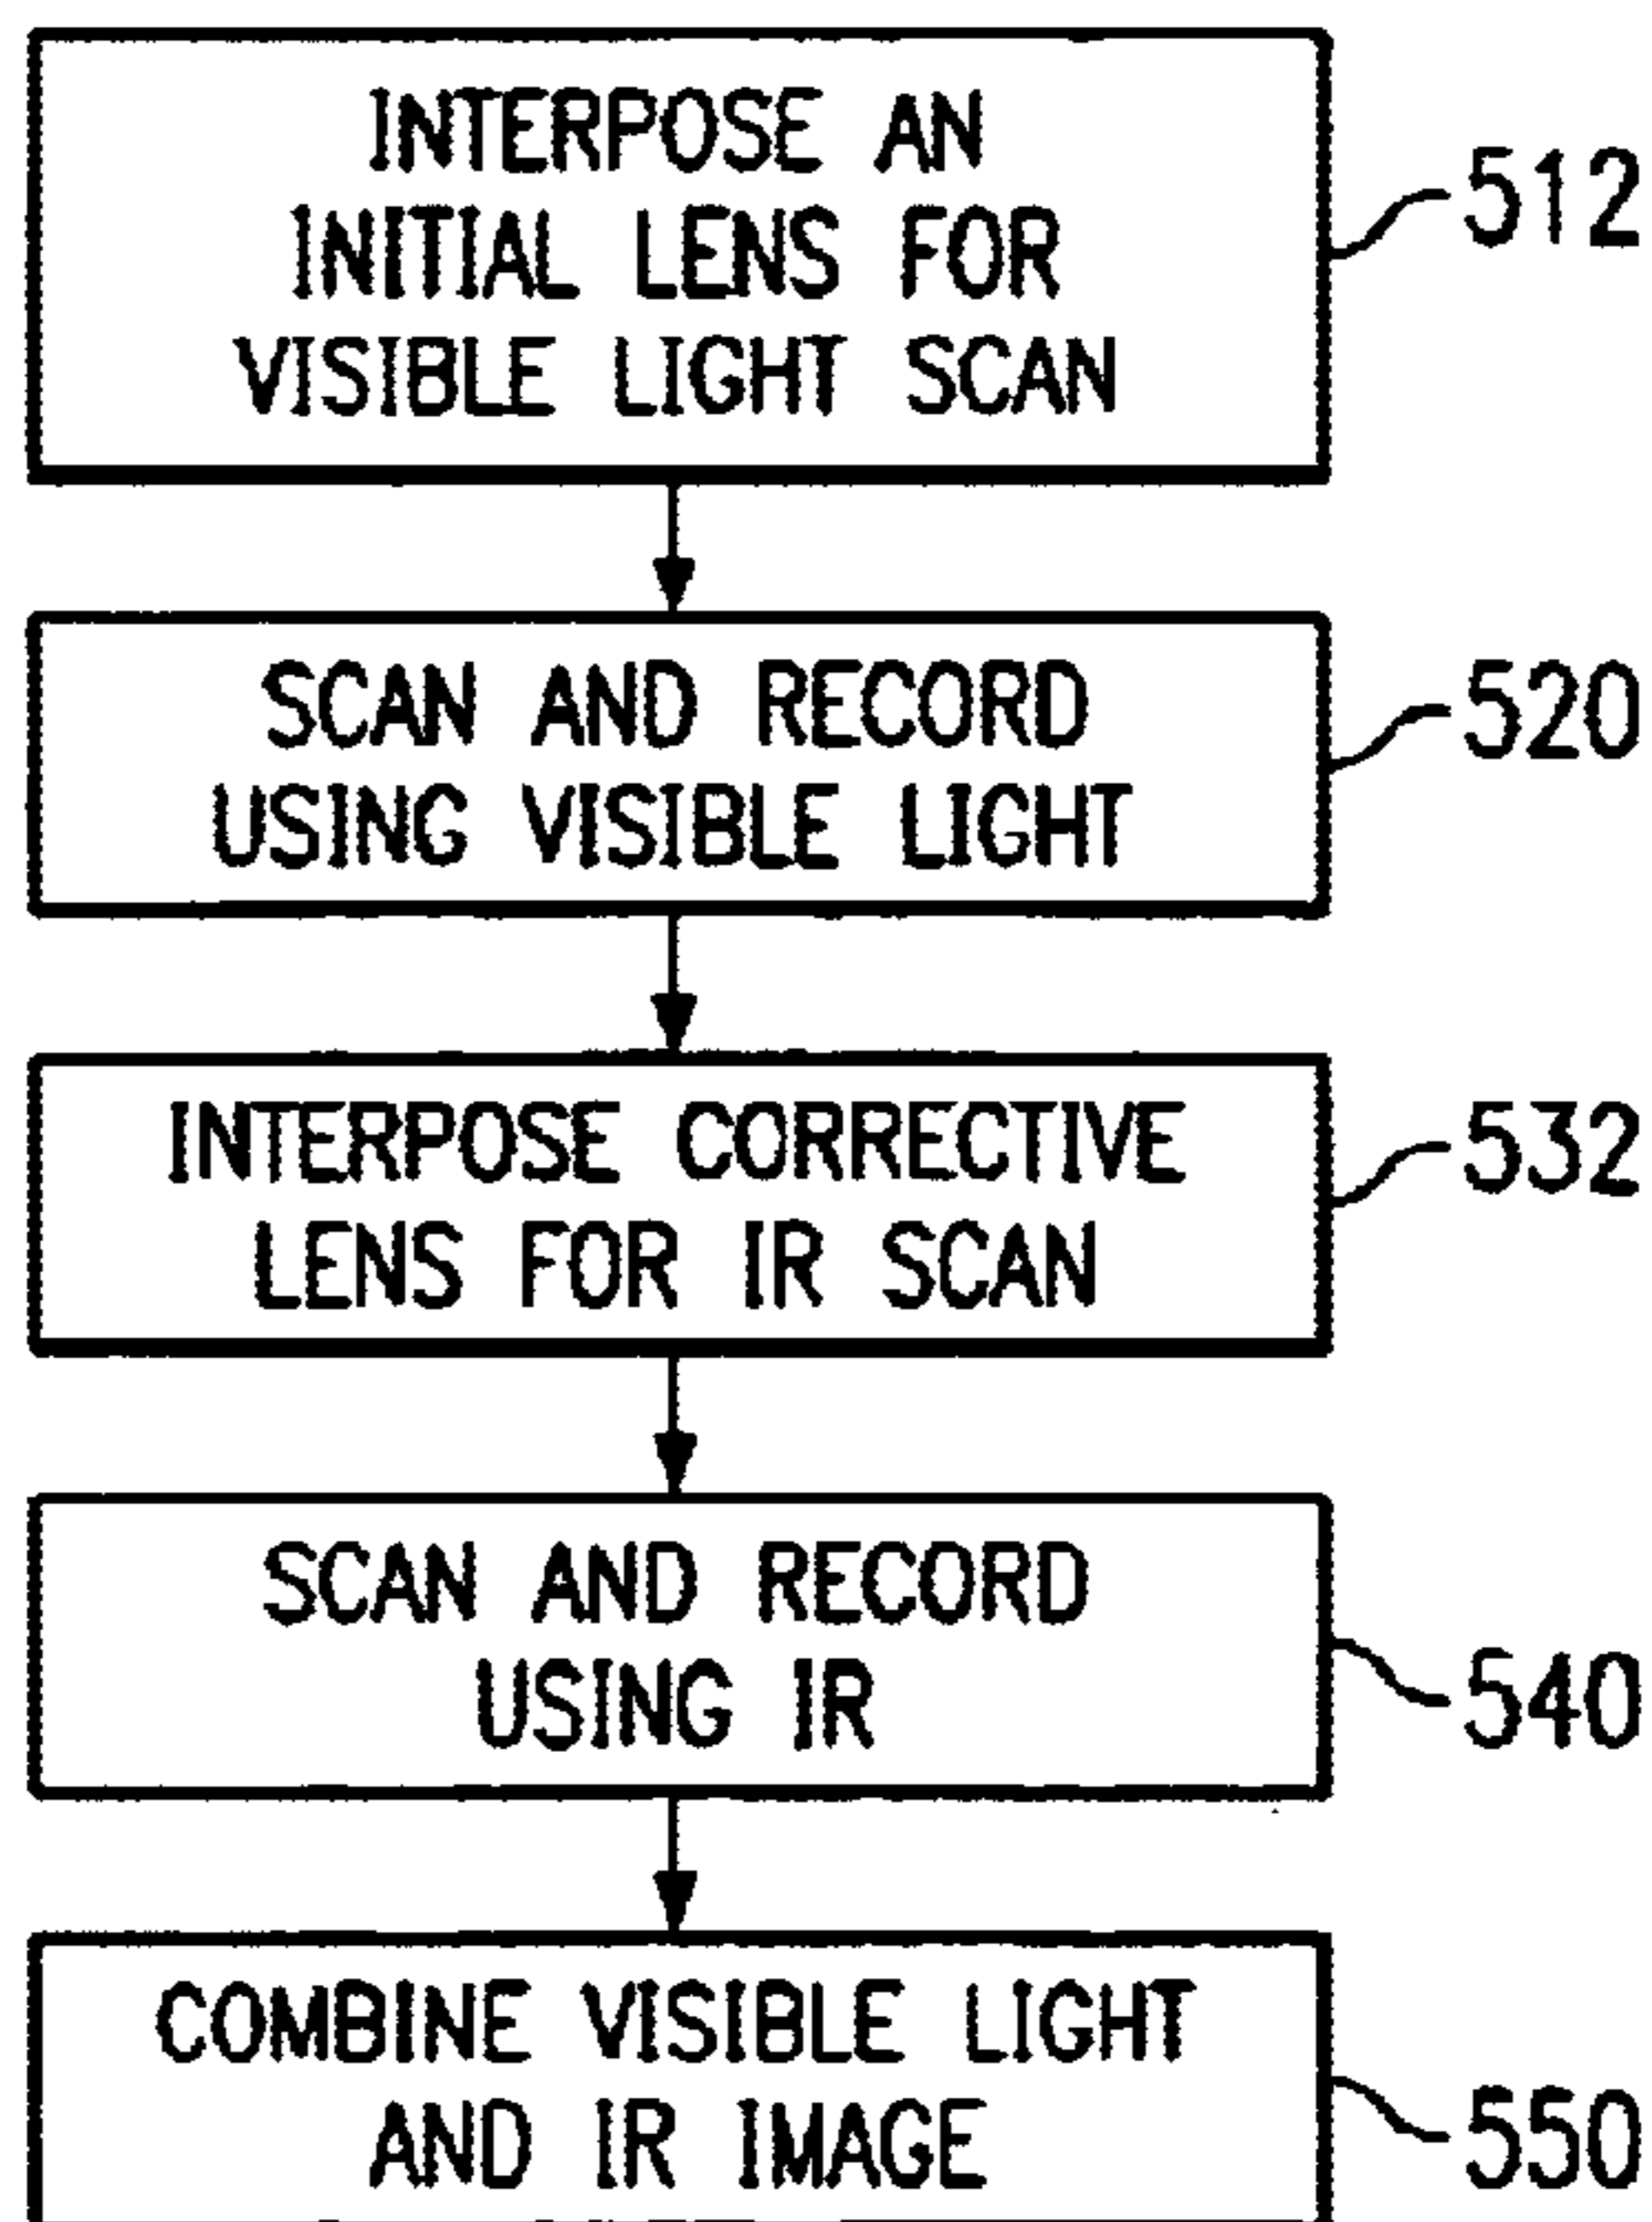 INTERPOSE AN
INITIAL LENS FOR
VISIBLE LIGHT SCAN
512
SCAN AND RECORD
USING VISIBLE LIGHT
520
INTERPOSE CORRECTIVE
LENS FOR IR SCAN
532
SCAN AND RECORD
USING IR
540
COMBINE VISIBLE LIGHT
AND IR IMAGE
550